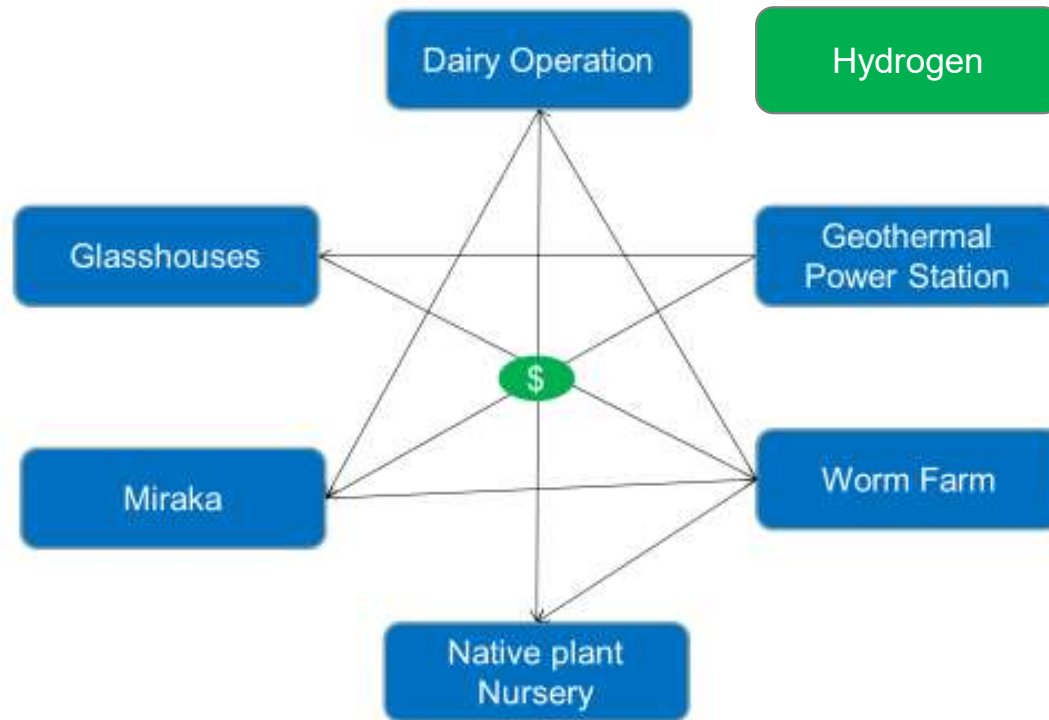 Dairy Operation
Hydrogen
Glasshouses
Geothermal
Power Station
$
Miraka
Worm Farm
Native plant
Nursery